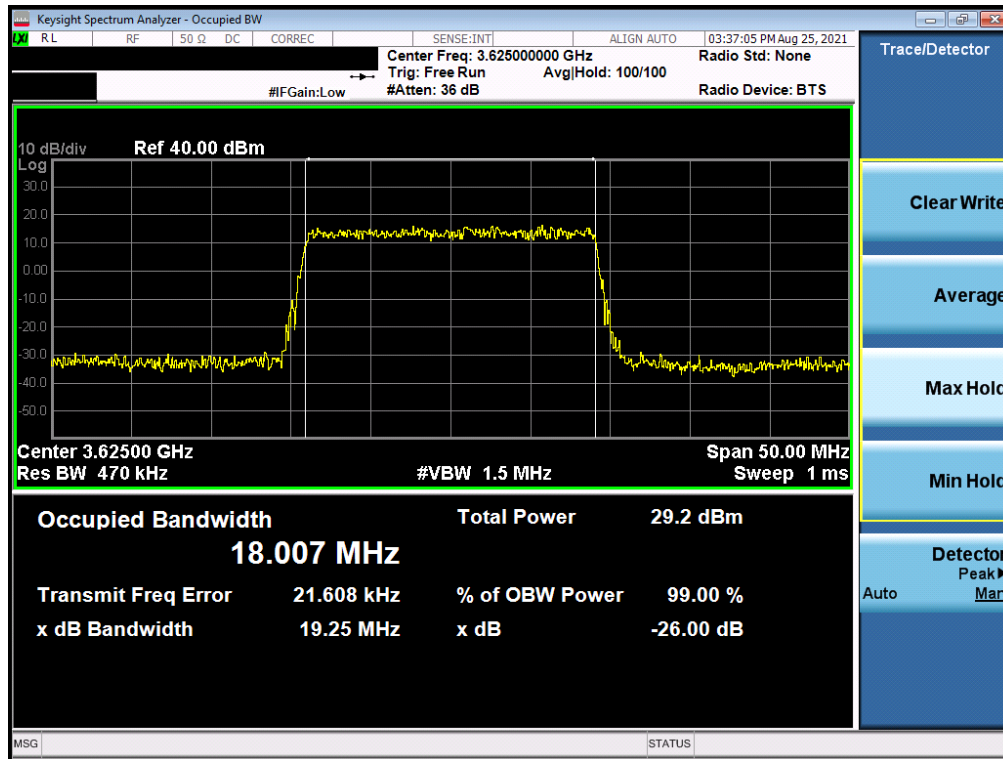 Keysight Spectrum Analyzer - Occupied BW
LXI RL RF 50 Ω DC CORREC SENSE:INT ALIGN AUTO 03:37:05 PM Aug 25, 2021
Center Freq: 3.625000000 GHz Radio Std: None
Trig: Free Run Avg|Hold: 100/100
#IFGain:Low #Atten: 36 dB Radio Device: BTS
10 dB/div Ref 40.00 dBm
Log
30.0
20.0
10.0
0.00
-10.0
-20.0
-30.0
-40.0
-50.0
Center 3.62500 GHz Span 50.00 MHz
Res BW 470 kHz #VBW 1.5 MHz Sweep 1 ms
Occupied Bandwidth Total Power 29.2 dBm
18.007 MHz
Transmit Freq Error 21.608 kHz % of OBW Power 99.00 %
x dB Bandwidth 19.25 MHz x dB -26.00 dB
MSG STATUS
Trace/Detector
Clear Write
Average
Max Hold
Min Hold
Detector
Peak▶
Auto Man